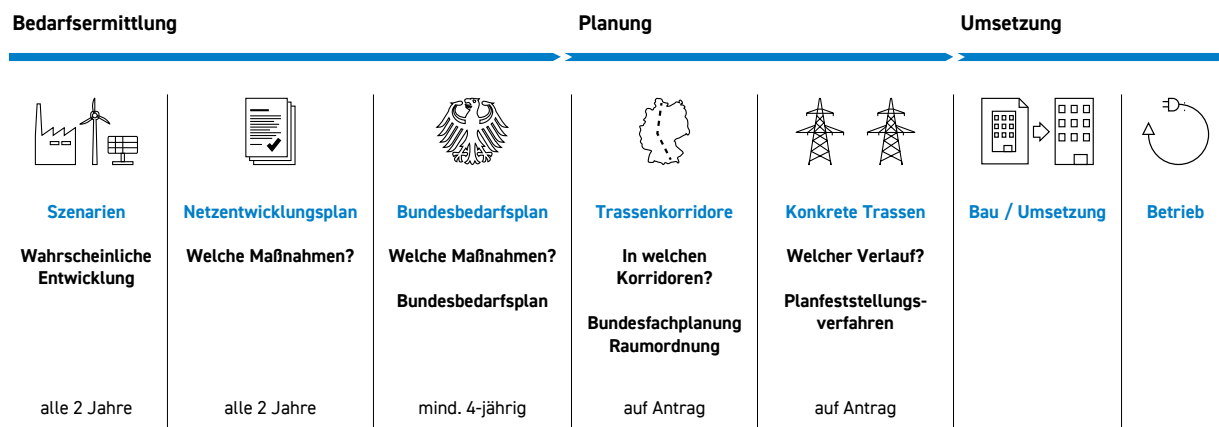 Bedarfsermittlung
Planung
Umsetzung
Szenarien
Wahrscheinliche
Entwicklung
alle 2 Jahre
Netzentwicklungsplan
Welche Maßnahmen?
alle 2 Jahre
Bundesbedarfsplan
Welche Maßnahmen?
Bundesbedarfsplan
mind. 4-jährig
Trassenkorridore
In welchen
Korridoren?
Bundesfachplanung
Raumordnung
auf Antrag
Konkrete Trassen
Welcher Verlauf?
Planfeststellungs-
verfahren
auf Antrag
Bau / Umsetzung
Betrieb